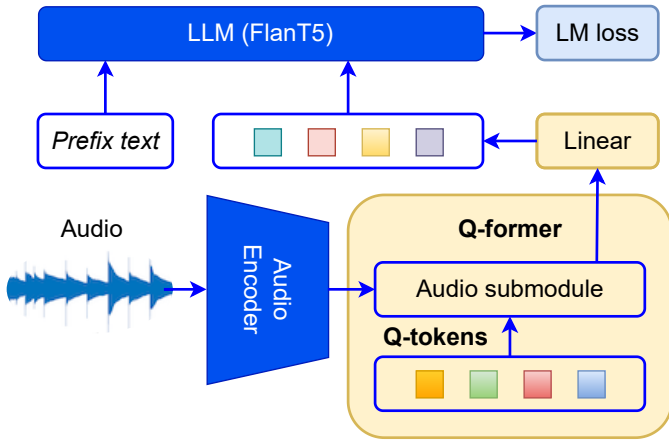 LLM (FlanT5)
LM loss
Prefix text
Linear
Audio
Audio
Encoder
Q-former
Audio submodule
Q-tokens